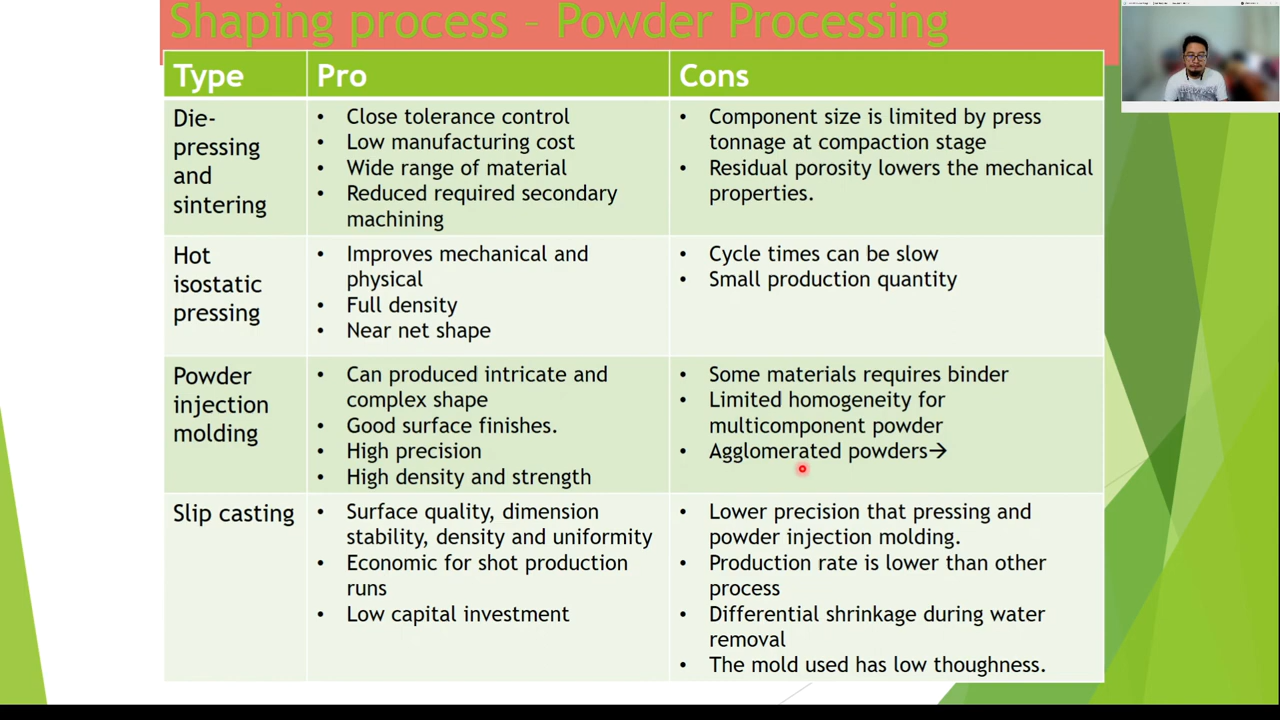 Shaping process – Powder Processing
Type
Pro
Cons
Die-
pressing
and
sintering
• Close tolerance control
• Low manufacturing cost
• Wide range of material
• Reduced required secondary
machining
• Component size is limited by press
tonnage at compaction stage
• Residual porosity lowers the mechanical
properties.
Hot
isostatic
pressing
• Improves mechanical and
physical
• Full density
• Near net shape
• Cycle times can be slow
• Small production quantity
Powder
injection
molding
• Can produced intricate and
complex shape
• Good surface finishes.
• High precision
• High density and strength
• Some materials requires binder
• Limited homogeneity for
multicomponent powder
• Agglomerated powders→
Slip casting
• Surface quality, dimension
stability, density and uniformity
• Economic for shot production
runs
• Low capital investment
• Lower precision that pressing and
powder injection molding.
• Production rate is lower than other
process
• Differential shrinkage during water
removal
• The mold used has low thoughness.